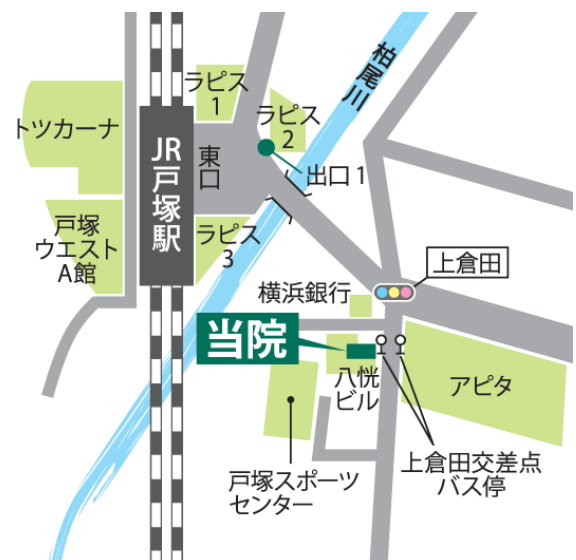 柏尾川
ラピス
1
ラピス
2
トツカーナ
JR戸塚駅
東口
出口1
戸塚
ウエスト
A館
ラピス
3
上倉田
横浜銀行
当院
八恍
ビル
アピタ
上倉田交差点
バス停
戸塚スポーツ
センター